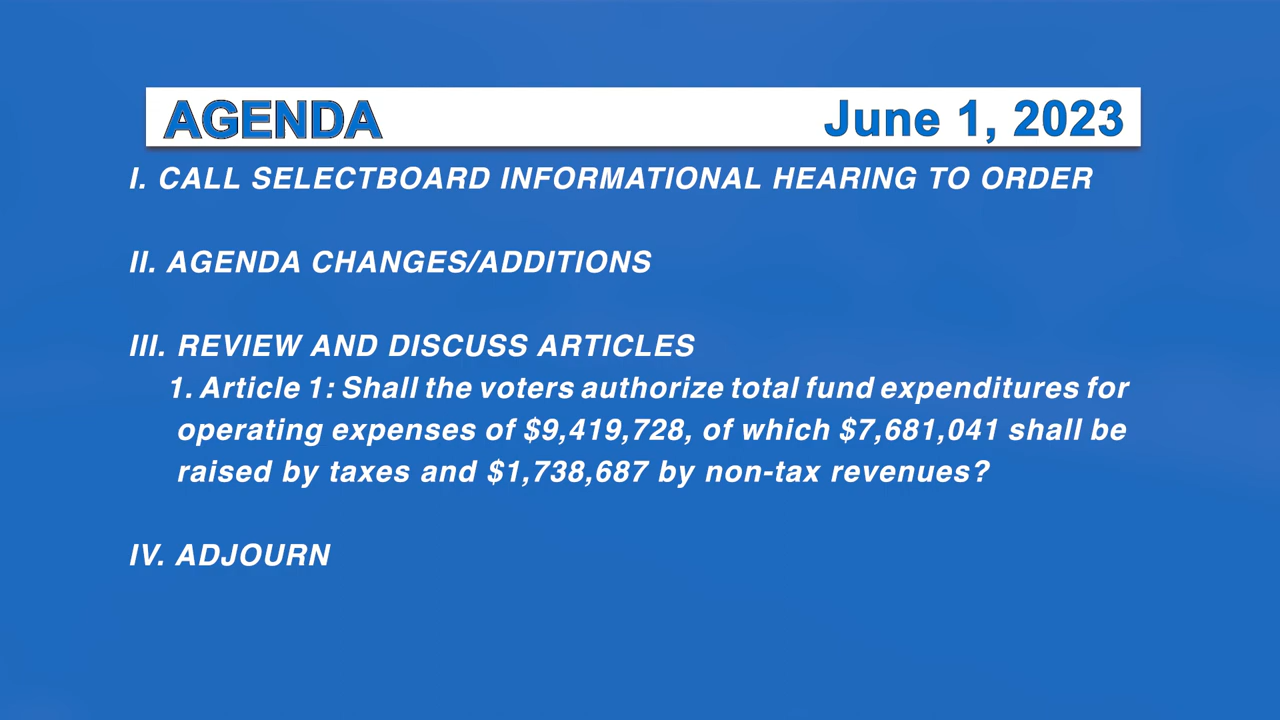 AGENDA June 1, 2023
I. CALL SELECTBOARD INFORMATIONAL HEARING TO ORDER
II. AGENDA CHANGES/ADDITIONS
III. REVIEW AND DISCUSS ARTICLES
1. Article 1: Shall the voters authorize total fund expenditures for
operating expenses of $9,419,728, of which $7,681,041 shall be
raised by taxes and $1,738,687 by non-tax revenues?
IV. ADJOURN